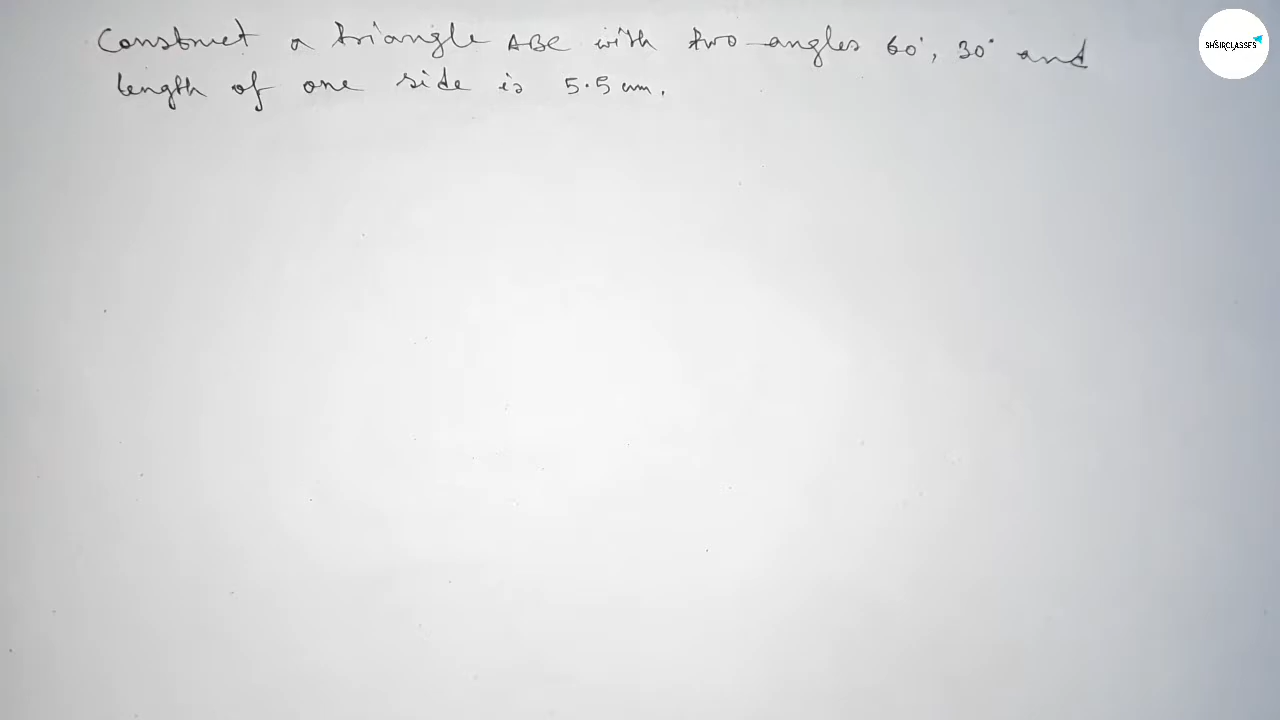 Construct a triangle ABC with two angles 60°, 30° and
length of one side is 5.5 cm.
SHSIRCLASSES